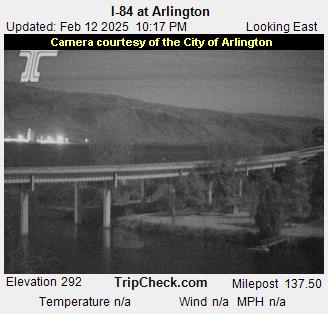 I-84 at Arlington
Updated: Feb 12 2025 10:17 PM Looking East
Camera courtesy of the City of Arlington
Elevation 292 TripCheck.com Milepost 137.50
Temperature n/a Wind n/a MPH n/a